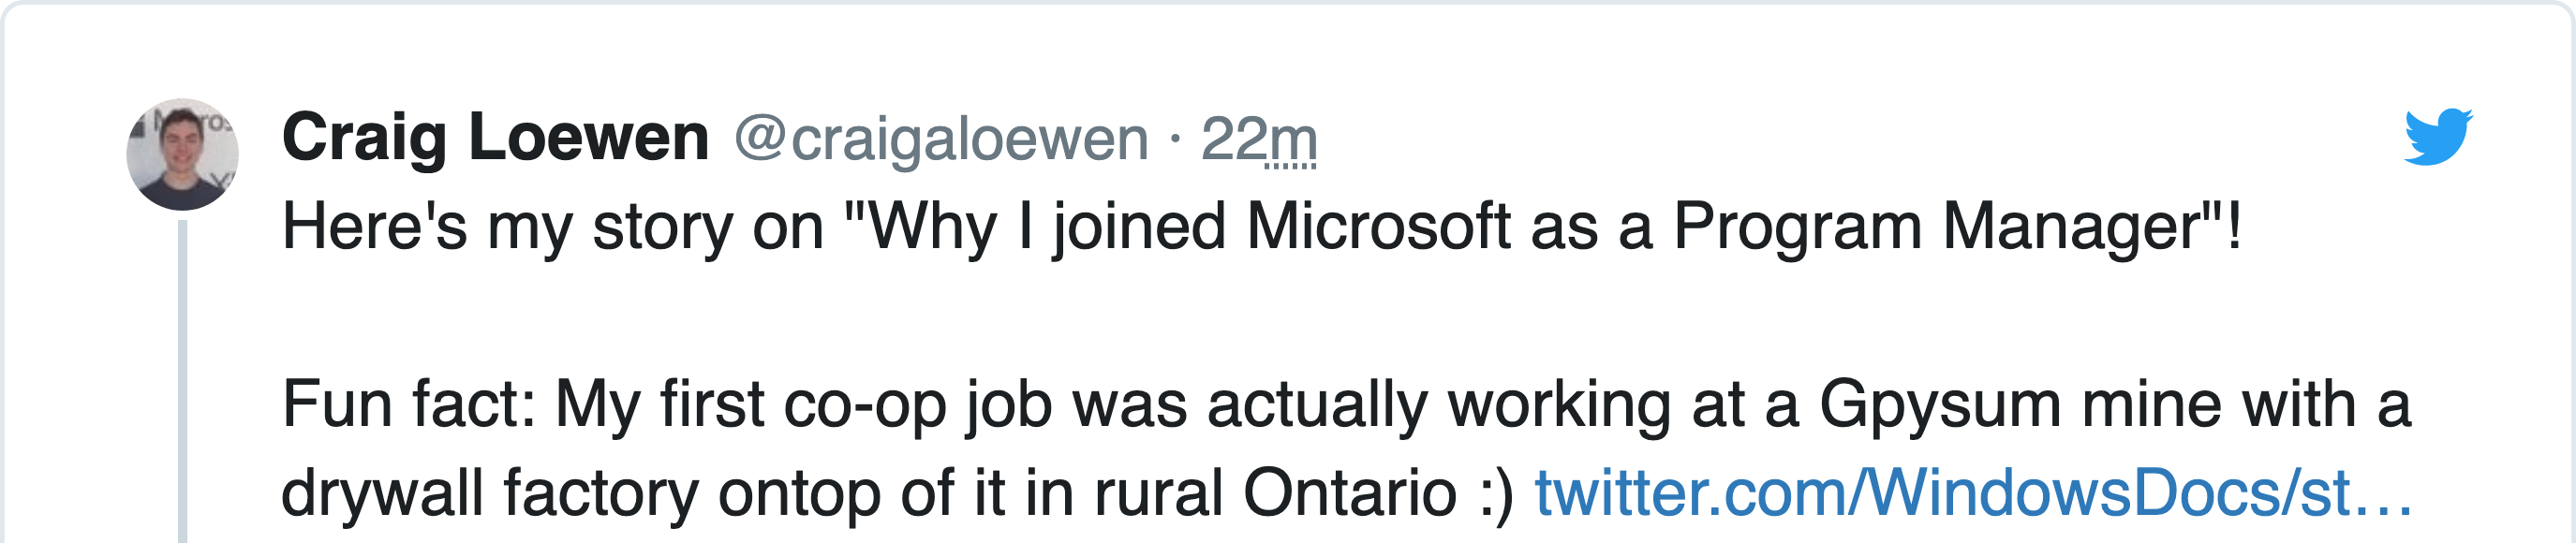 Craig Loewen @craigaloewen · 22m
Here's my story on "Why I joined Microsoft as a Program Manager"!
Fun fact: My first co-op job was actually working at a Gpysum mine with a
drywall factory ontop of it in rural Ontario :) twitter.com/WindowsDocs/st…